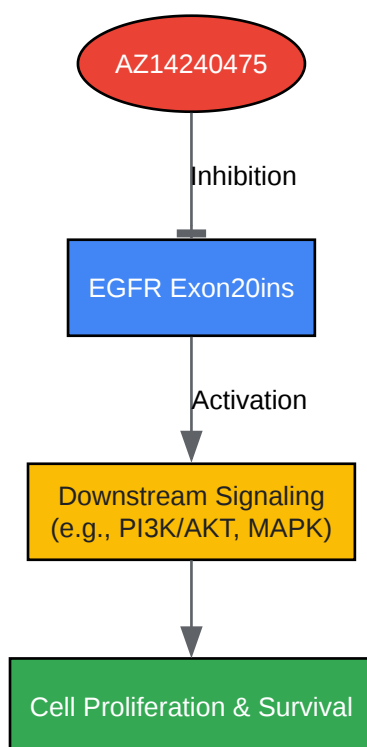 AZ14240475
Inhibition
EGFR Exon20ins
Activation
Downstream Signaling
(e.g., PI3K/AKT, MAPK)
Cell Proliferation & Survival